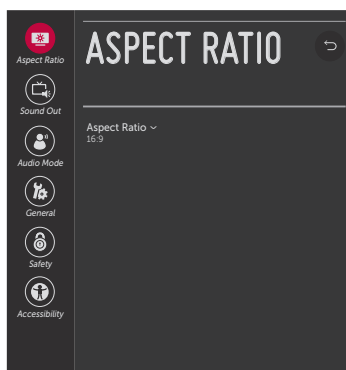 ASPECT RATIO
Aspect Ratio
Sound Out
Audio Mode
General
Safety
Accessibility
Aspect Ratio
16:9